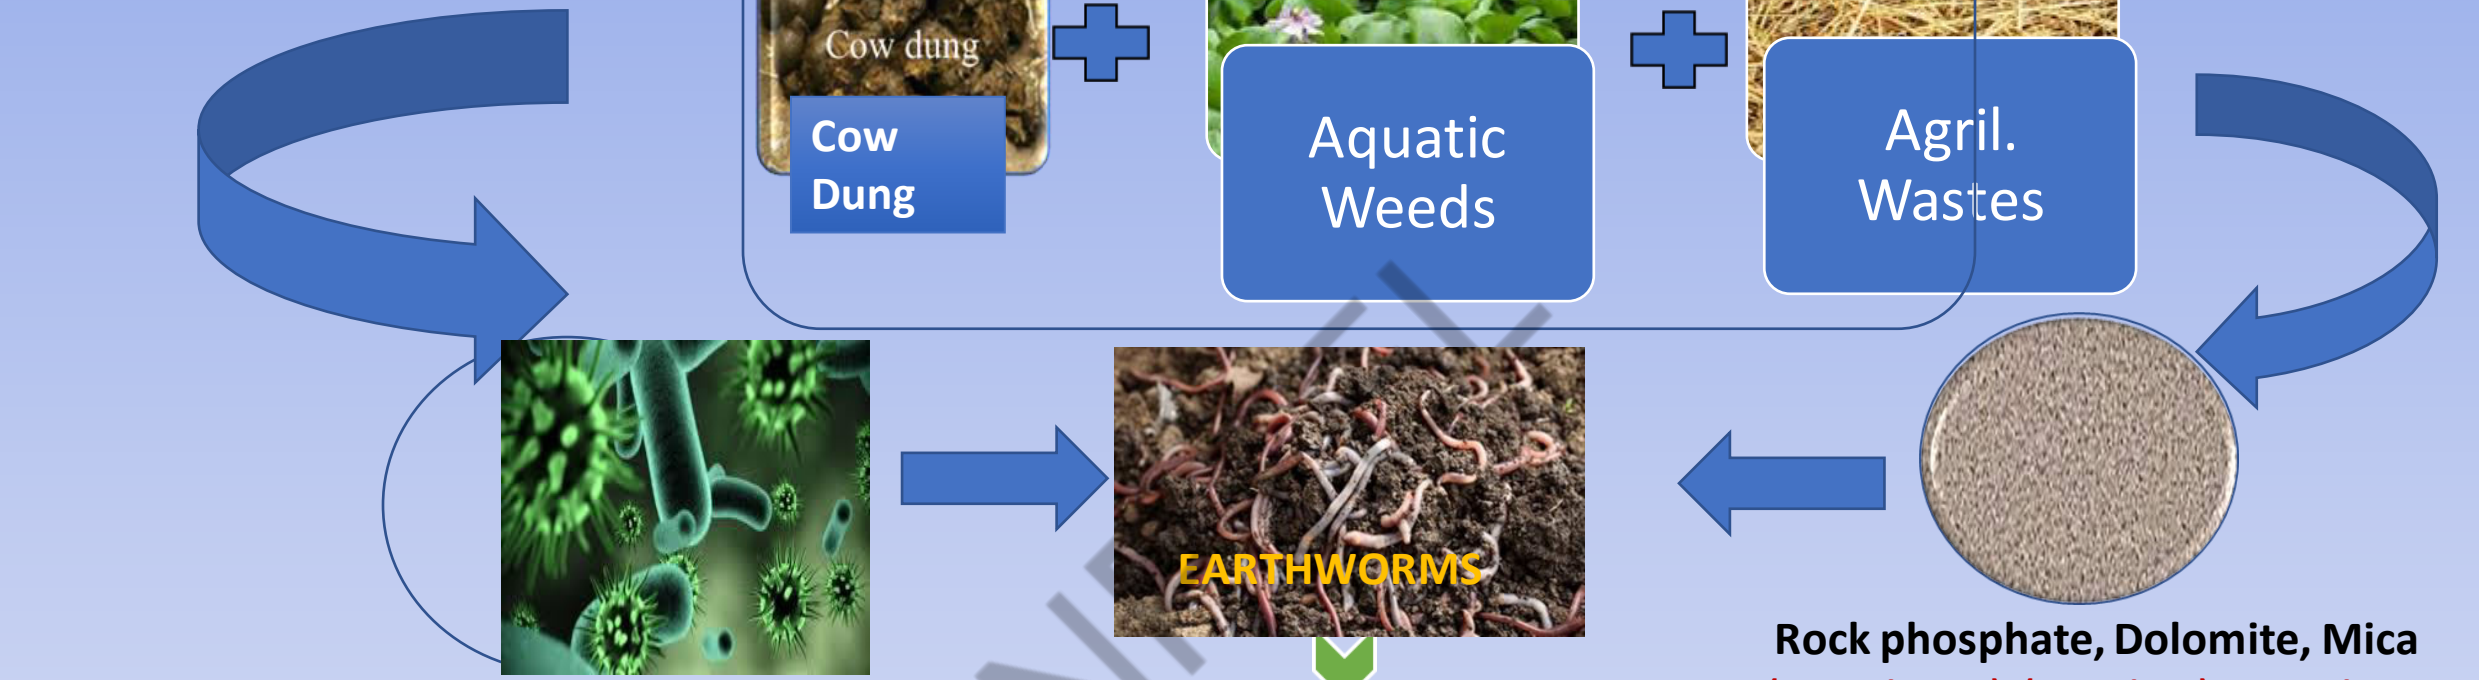 Cow dung
Cow
Dung
Aquatic
Weeds
Agril.
Wastes
EARTHWORMS
Rock phosphate, Dolomite, Mica